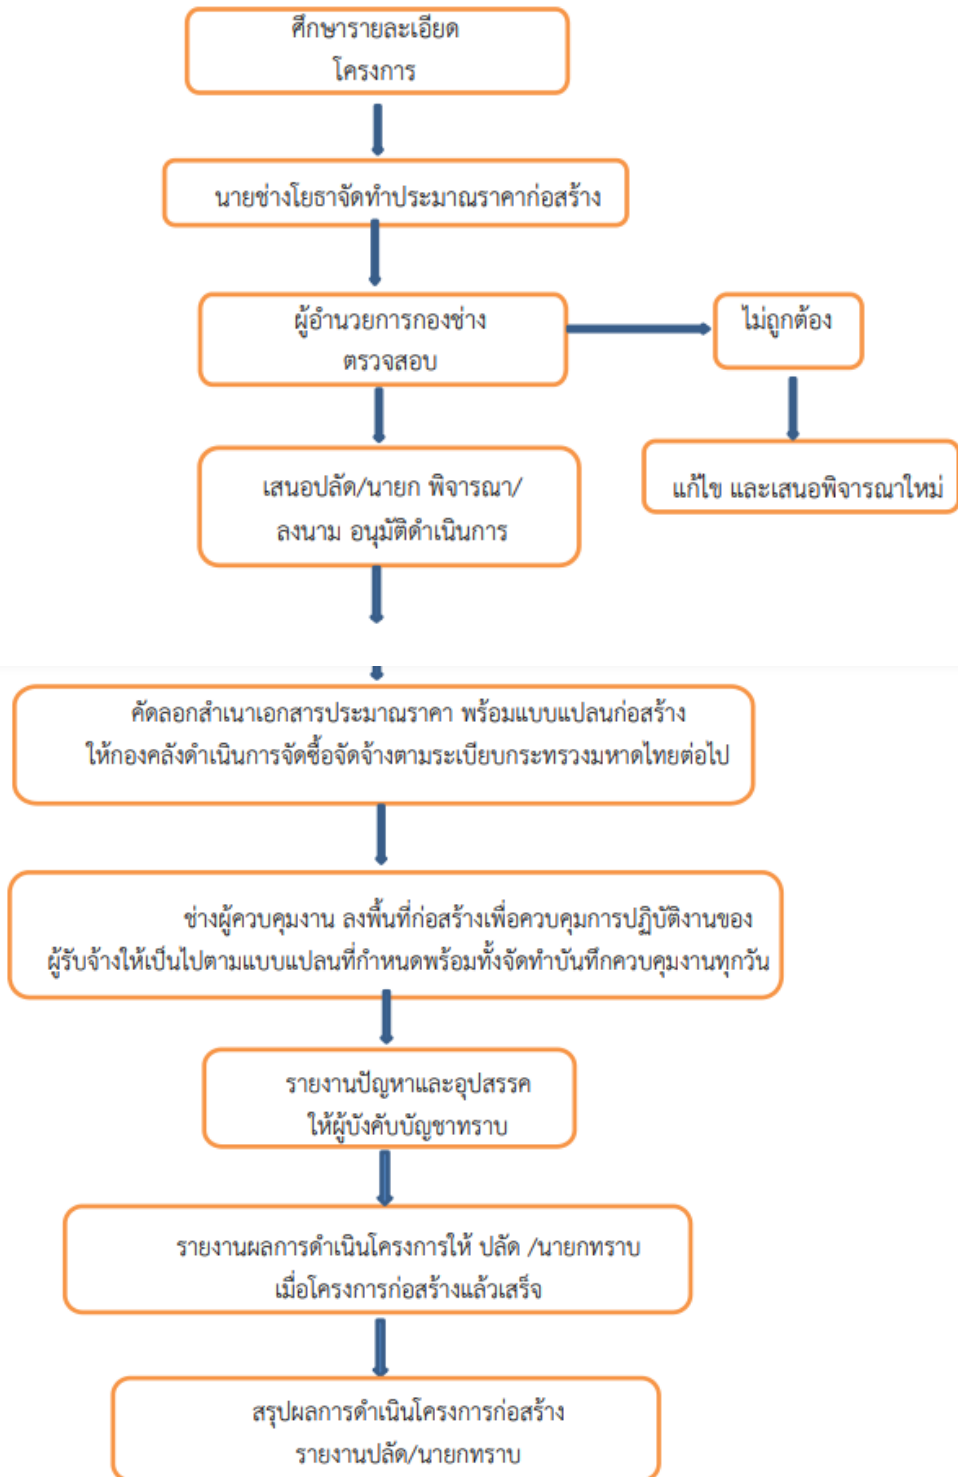 ศึกษารายละเอียด
โครงการ
นายช่างโยธาจัดทำประมาณราคาก่อสร้าง
ผู้อำนวยการกองช่าง
ตรวจสอบ
ไม่ถูกต้อง
แก้ไข และเสนอพิจารณาใหม่
เสนอปลัด/นายก พิจารณา/
ลงนาม อนุมัติดำเนินการ
คัดลอกสำเนาเอกสารประมาณราคา พร้อมแบบแปลนก่อสร้าง
ให้กองคลังดำเนินการจัดซื้อจัดจ้างตามระเบียบกระทรวงมหาดไทยต่อไป
ช่างผู้ควบคุมงาน ลงพื้นที่ก่อสร้างเพื่อควบคุมการปฏิบัติงานของ
ผู้รับจ้างให้เป็นไปตามแบบแปลนที่กำหนดพร้อมทั้งจัดทำบันทึกควบคุมงานทุกวัน
รายงานปัญหาและอุปสรรค
ให้ผู้บังคับบัญชาทราบ
รายงานผลการดำเนินโครงการให้ ปลัด /นายกทราบ
เมื่อโครงการก่อสร้างแล้วเสร็จ
สรุปผลการดำเนินโครงการก่อสร้าง
รายงานปลัด/นายกทราบ